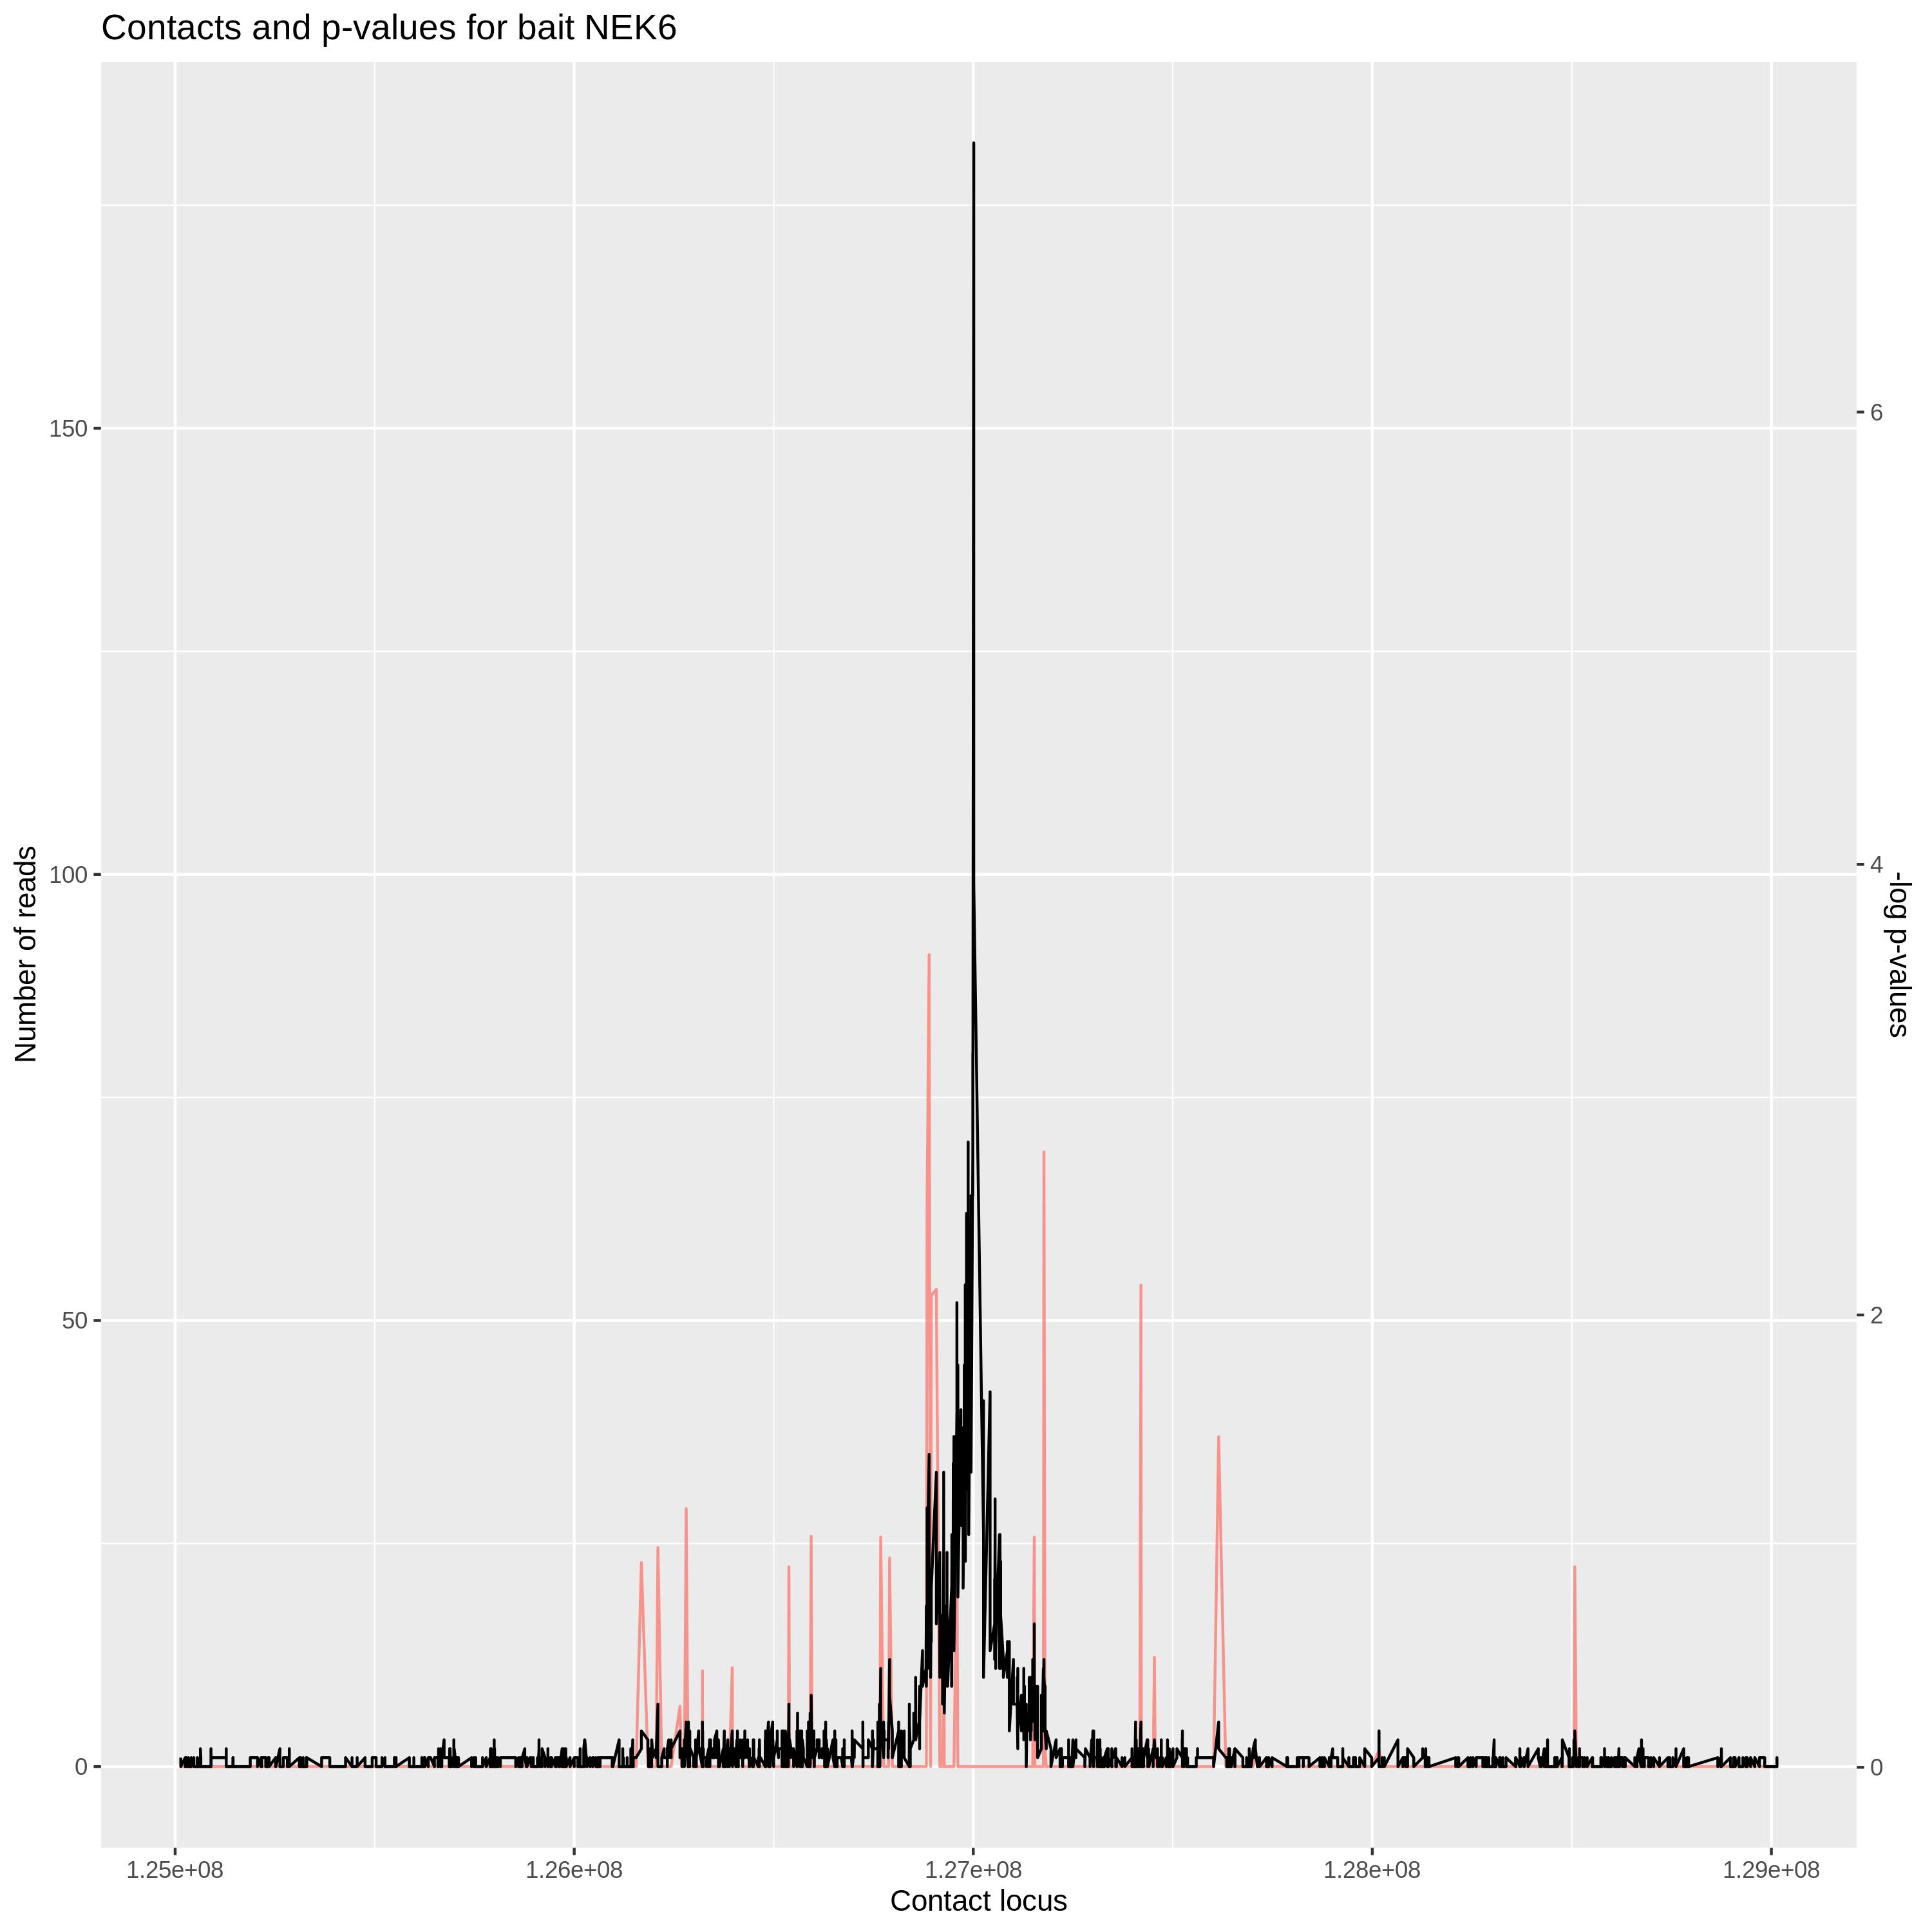 Contacts and p-values for bait NEK6
150
100
50
0
6
4
2
0
Number of reads
-log p-values
1.25e+08
1.26e+08
1.27e+08
1.28e+08
1.29e+08
Contact locus